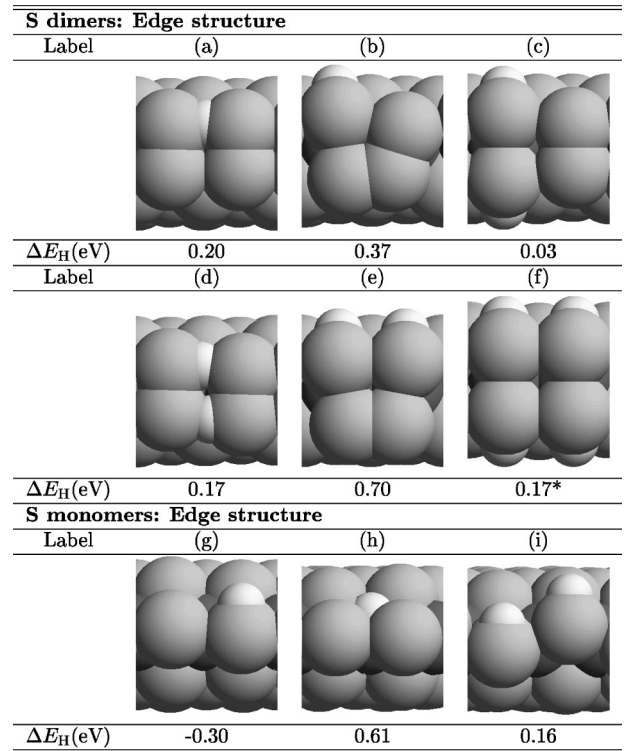 S dimers: Edge structure
Label (a) (b) (c)
ΔE_H(eV) 0.20 0.37 0.03
Label (d) (e) (f)
ΔE_H(eV) 0.17 0.70 0.17*
S monomers: Edge structure
Label (g) (h) (i)
ΔE_H(eV) -0.30 0.61 0.16